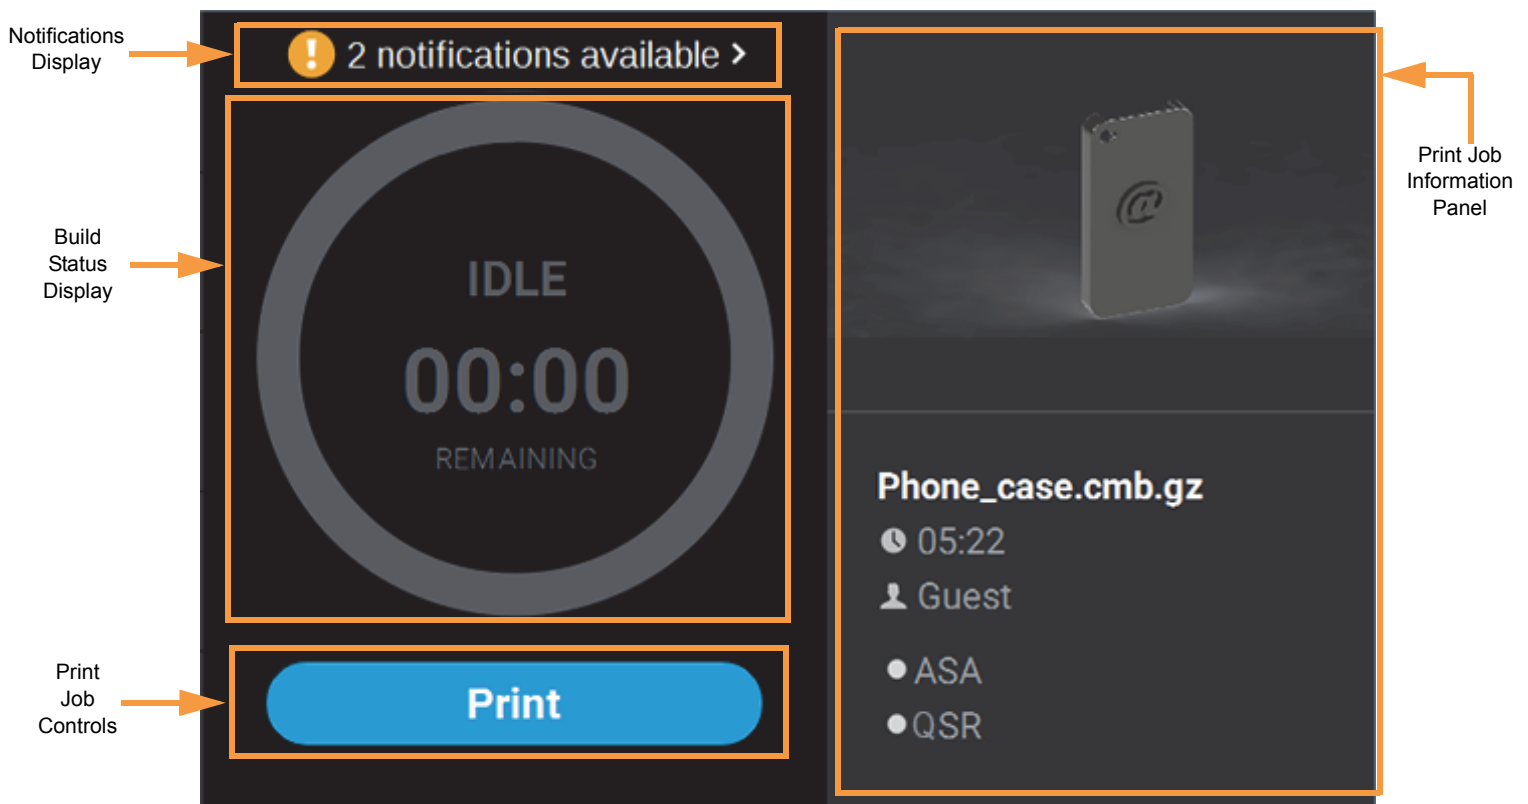 Notifications
Display
2 notifications available >
Build
Status
Display
IDLE
00:00
REMAINING
Print
Job
Controls
Print
@
Print Job
Information
Panel
Phone_case.cmb.gz
05:22
Guest
ASA
QSR